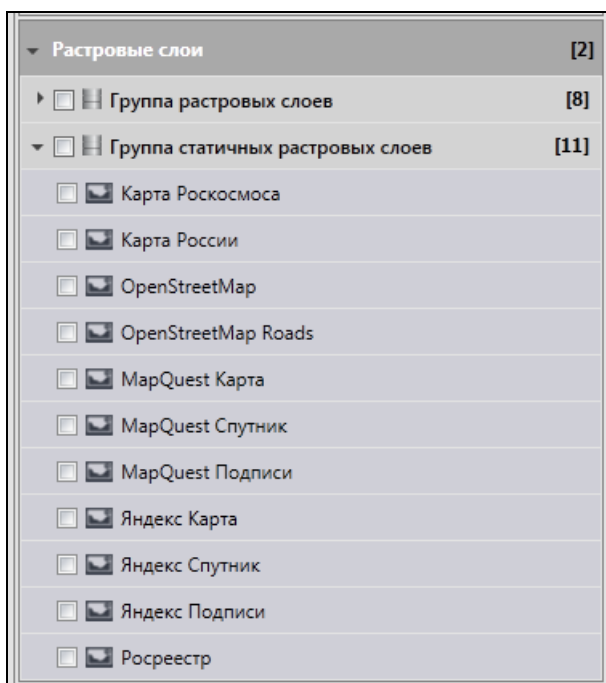 Растровые слои [2]
Группа растровых слоев [8]
Группа статичных растровых слоев [11]
Карта Роскосмоса
Карта России
OpenStreetMap
OpenStreetMap Roads
MapQuest Карта
MapQuest Спутник
MapQuest Подписи
Яндекс Карта
Яндекс Спутник
Яндекс Подписи
Росреестр